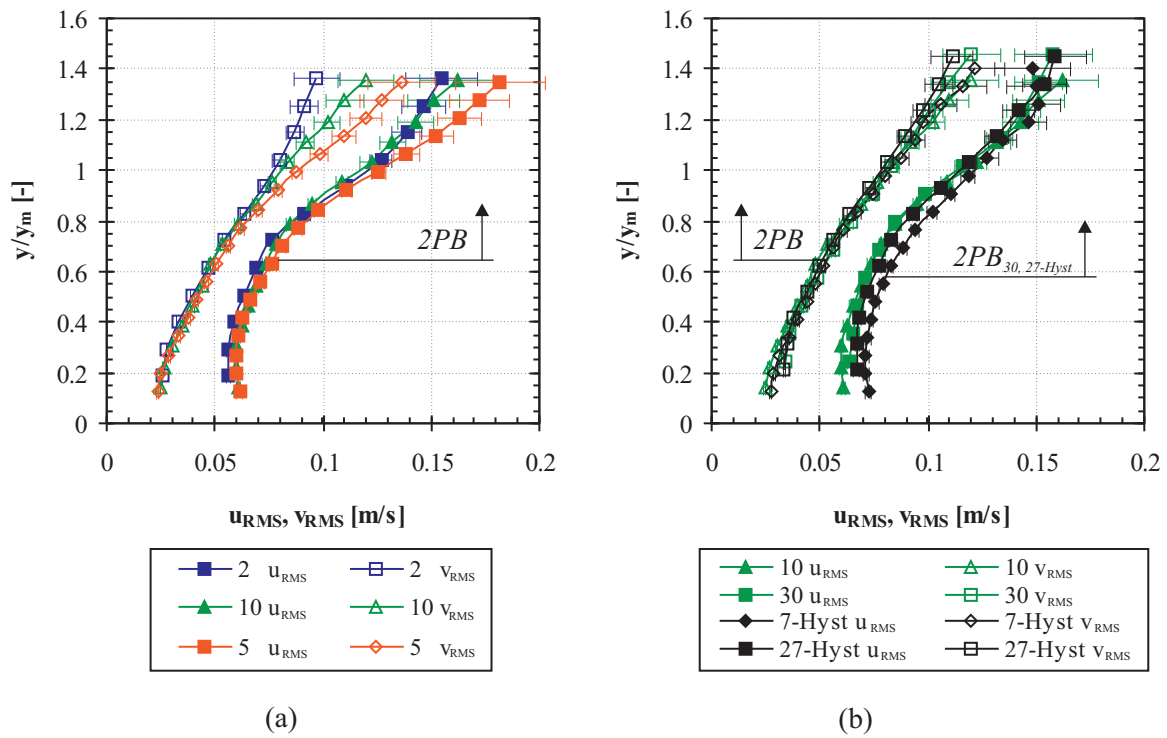 1.6
1.4
1.2
1
0.8
0.6
0.4
0.2
0
y/ym [-]
2PB
0
0.05
0.1
0.15
0.2
uRMS, vRMS [m/s]
2 uRMS
2 vRMS
10 uRMS
10 vRMS
5 uRMS
5 vRMS
(a)
1.6
1.4
1.2
1
0.8
0.6
0.4
0.2
0
y/ym [-]
2PB
2PB30, 27-Hyst
0
0.05
0.1
0.15
0.2
uRMS, vRMS [m/s]
10 uRMS
10 vRMS
30 uRMS
30 vRMS
7-Hyst uRMS
7-Hyst vRMS
27-Hyst uRMS
27-Hyst vRMS
(b)